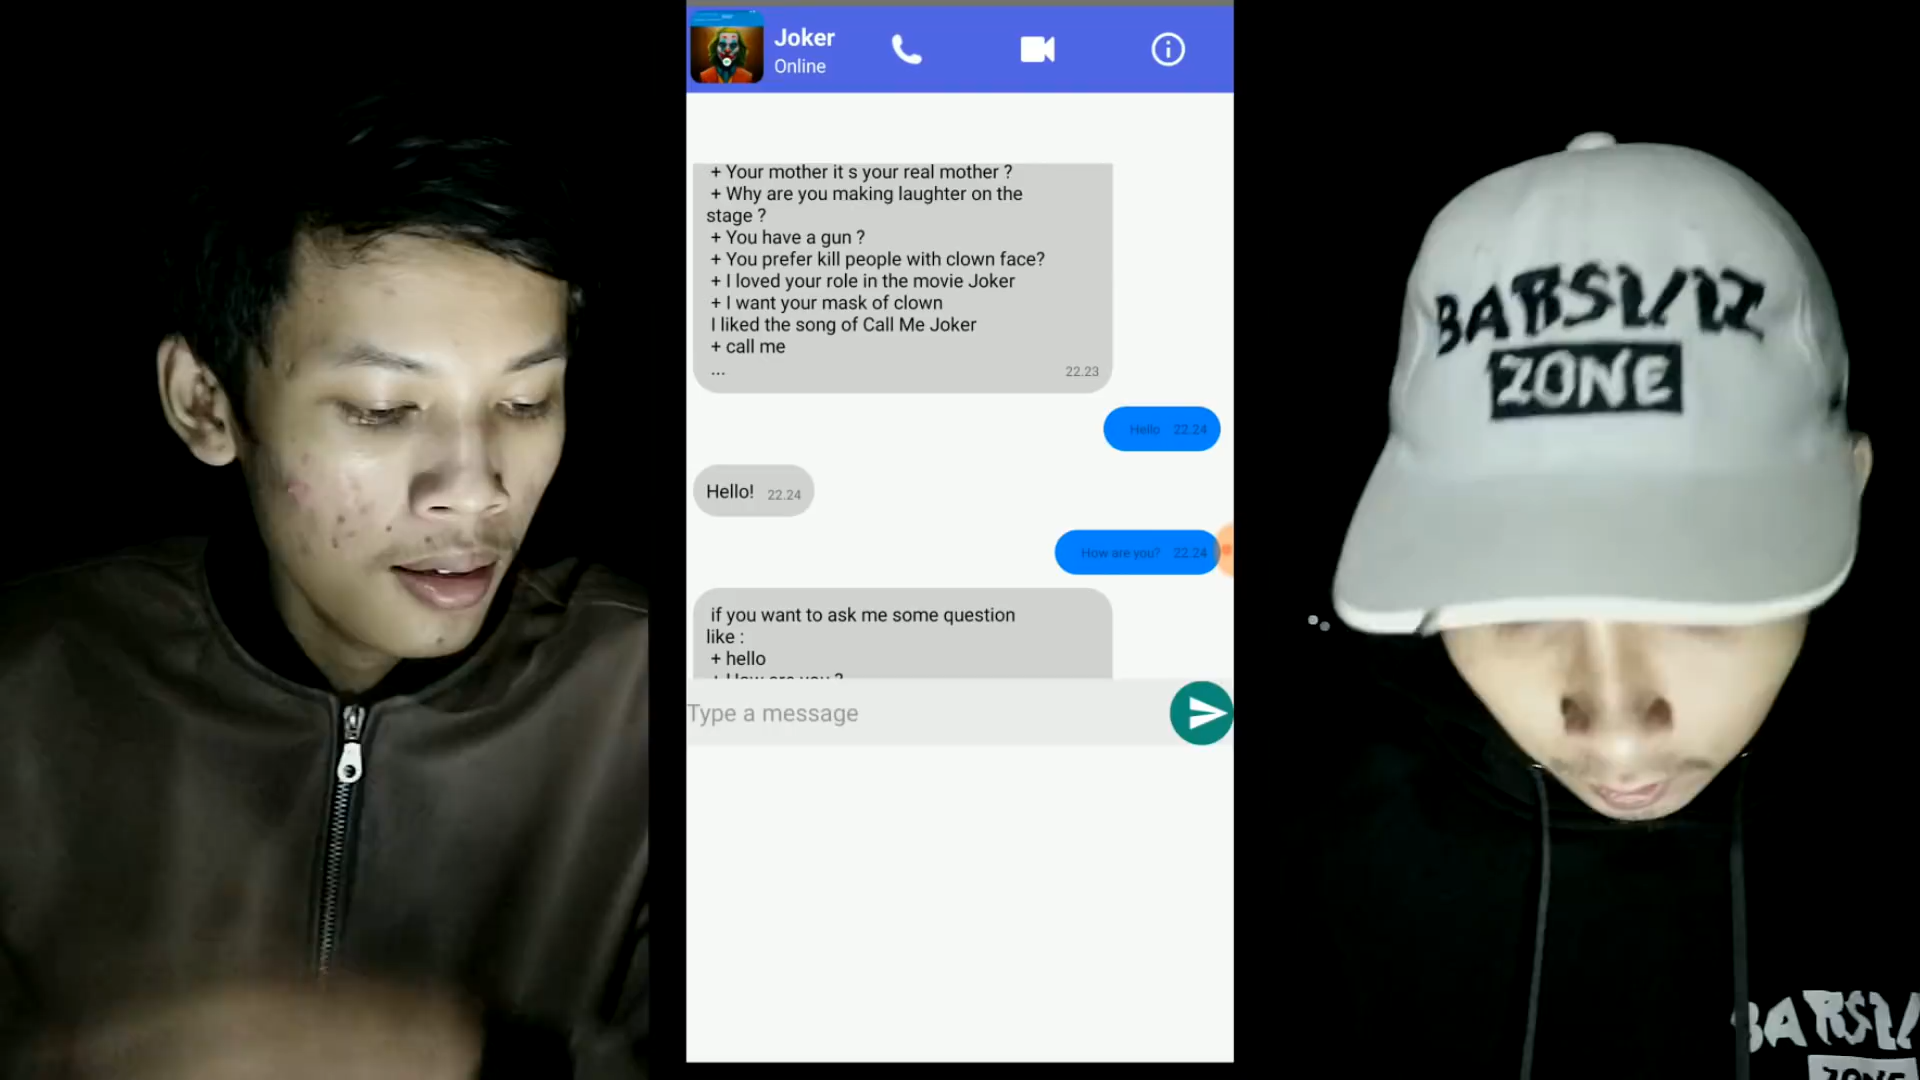 Joker
Online
+ Your mother it s your real mother ?
+ Why are you making laughter on the
stage ?
+ You have a gun ?
+ You prefer kill people with clown face?
+ I loved your role in the movie Joker
+ I want your mask of clown
I liked the song of Call Me Joker
+ call me
...
22.23
Hello 22.24
Hello! 22.24
How are you? 22.24
if you want to ask me some question
like :
+ hello
+ How are you ?
Type a message
ZONE